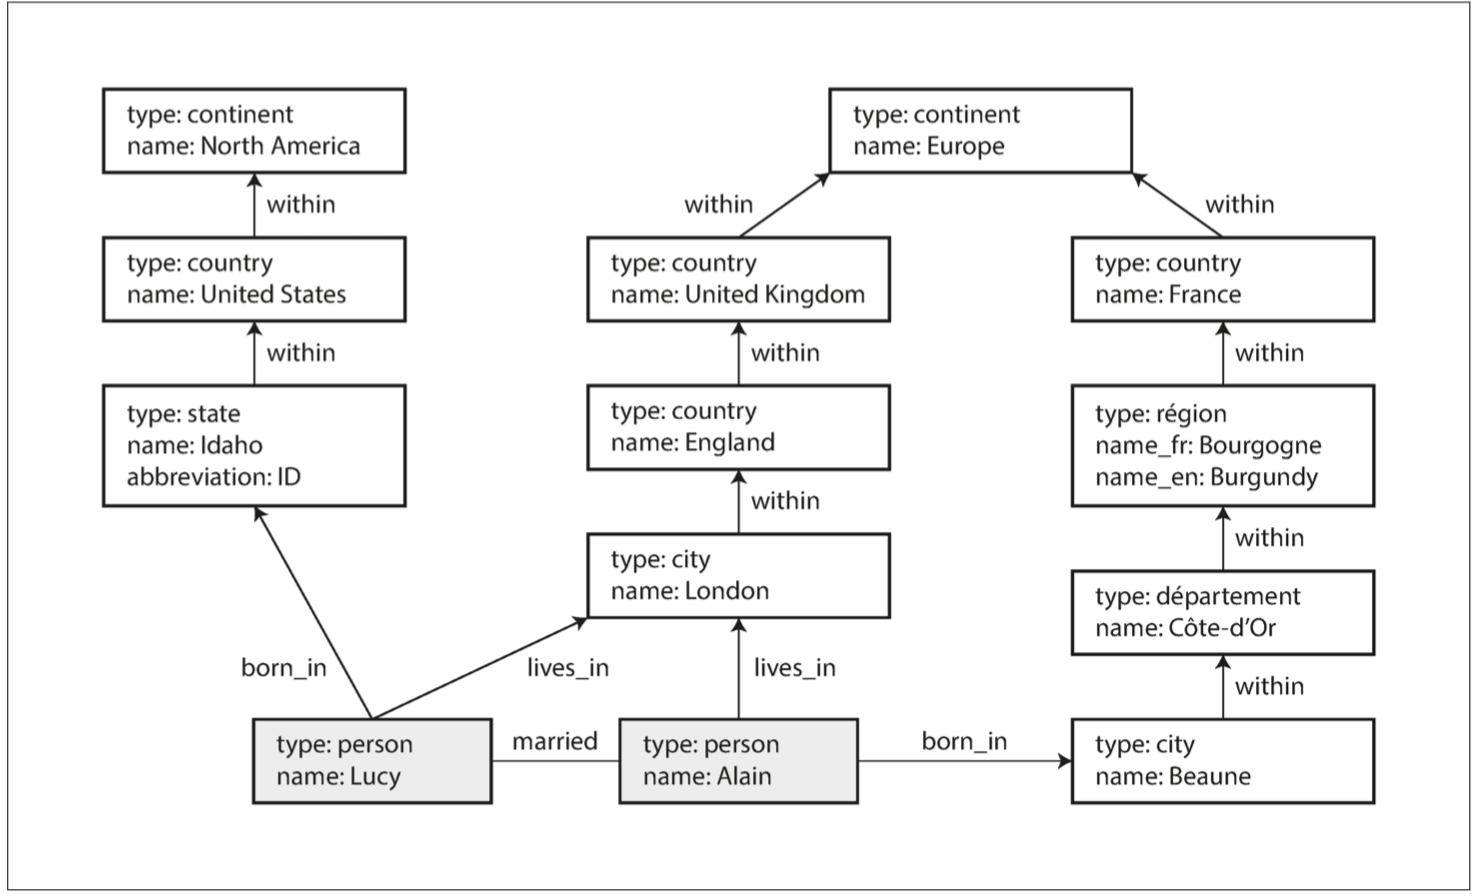 type: continent
name: North America
type: continent
name: Europe
within
within
within
type: country
name: United States
type: country
name: United Kingdom
type: country
name: France
within
within
within
type: state
name: Idaho
abbreviation: ID
type: country
name: England
type: région
name_fr: Bourgogne
name_en: Burgundy
within
within
type: city
name: London
type: département
name: Côte-d’Or
born_in
lives_in
lives_in
within
type: person
name: Lucy
married
type: person
name: Alain
born_in
type: city
name: Beaune